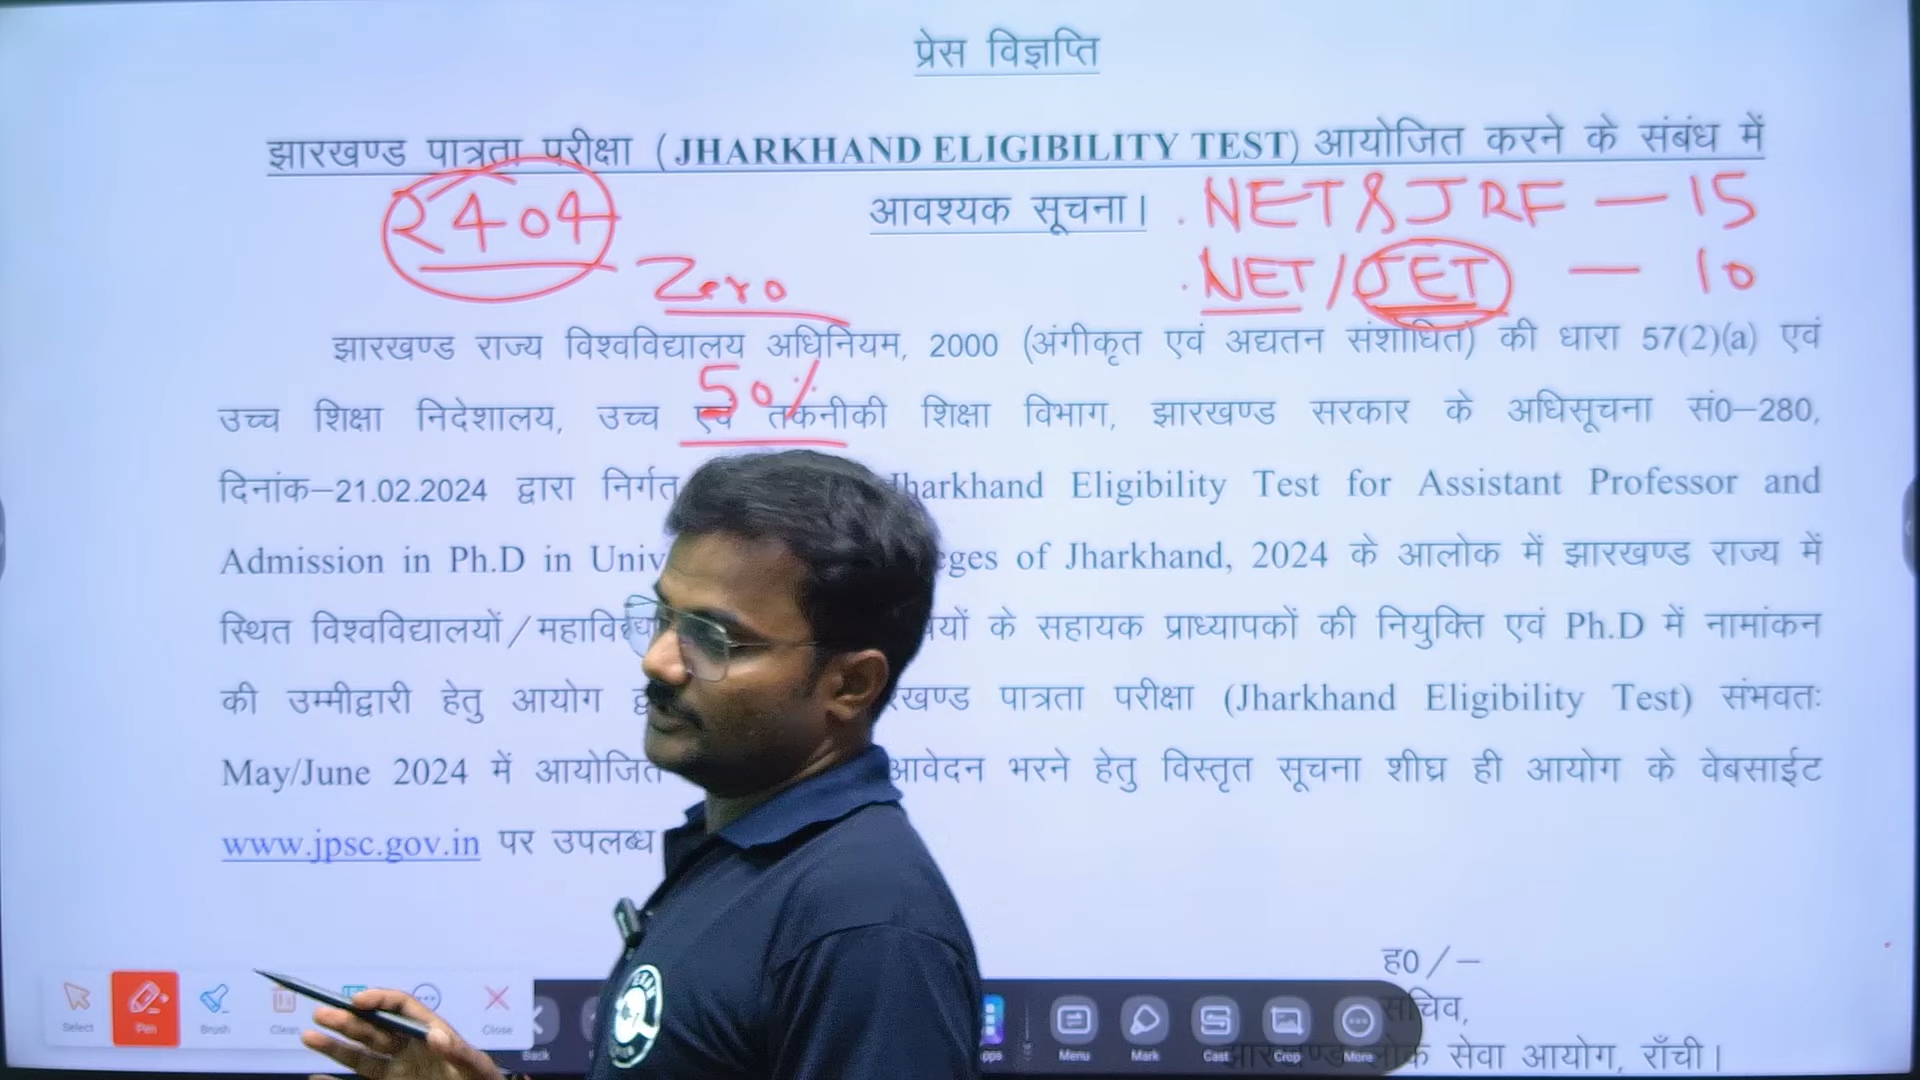 प्रेस विज्ञप्ति
झारखण्ड पात्रता परीक्षा (JHARKHAND ELIGIBILITY TEST) आयोजित करने के संबंध में
आवश्यक सूचना।
2404
NET & JRF — 15
Zero
NET / JET — 10
झारखण्ड राज्य विश्वविद्यालय अधिनियम, 2000 (अंगीकृत एवं अद्यतन संशोधित) की धारा 57(2)(a) एवं
50%
उच्च शिक्षा निदेशालय, उच्च एवं तकनीकी शिक्षा विभाग, झारखण्ड सरकार के अधिसूचना सं0–280,
दिनांक–21.02.2024 द्वारा निर्गत Jharkhand Eligibility Test for Assistant Professor and
Admission in Ph.D in of Jharkhand, 2024 के आलोक में झारखण्ड राज्य में
स्थित विश्वविद्यालयों/ के सहायक प्राध्यापकों की नियुक्ति एवं Ph.D में नामांकन
की उम्मीद्वारी हेतु आयोग पात्रता परीक्षा (Jharkhand Eligibility Test) संभवतः
May/June 2024 में आयोजित आवेदन भरने हेतु विस्तृत सूचना शीघ्र ही आयोग के वेबसाईट
www.jpsc.gov.in पर उपलब्ध
ह0/–
सचिव,
झारखण्ड लोक सेवा आयोग, राँची।
Select Pen Brush Clean Close
Back Menu Mark Cast Crop More